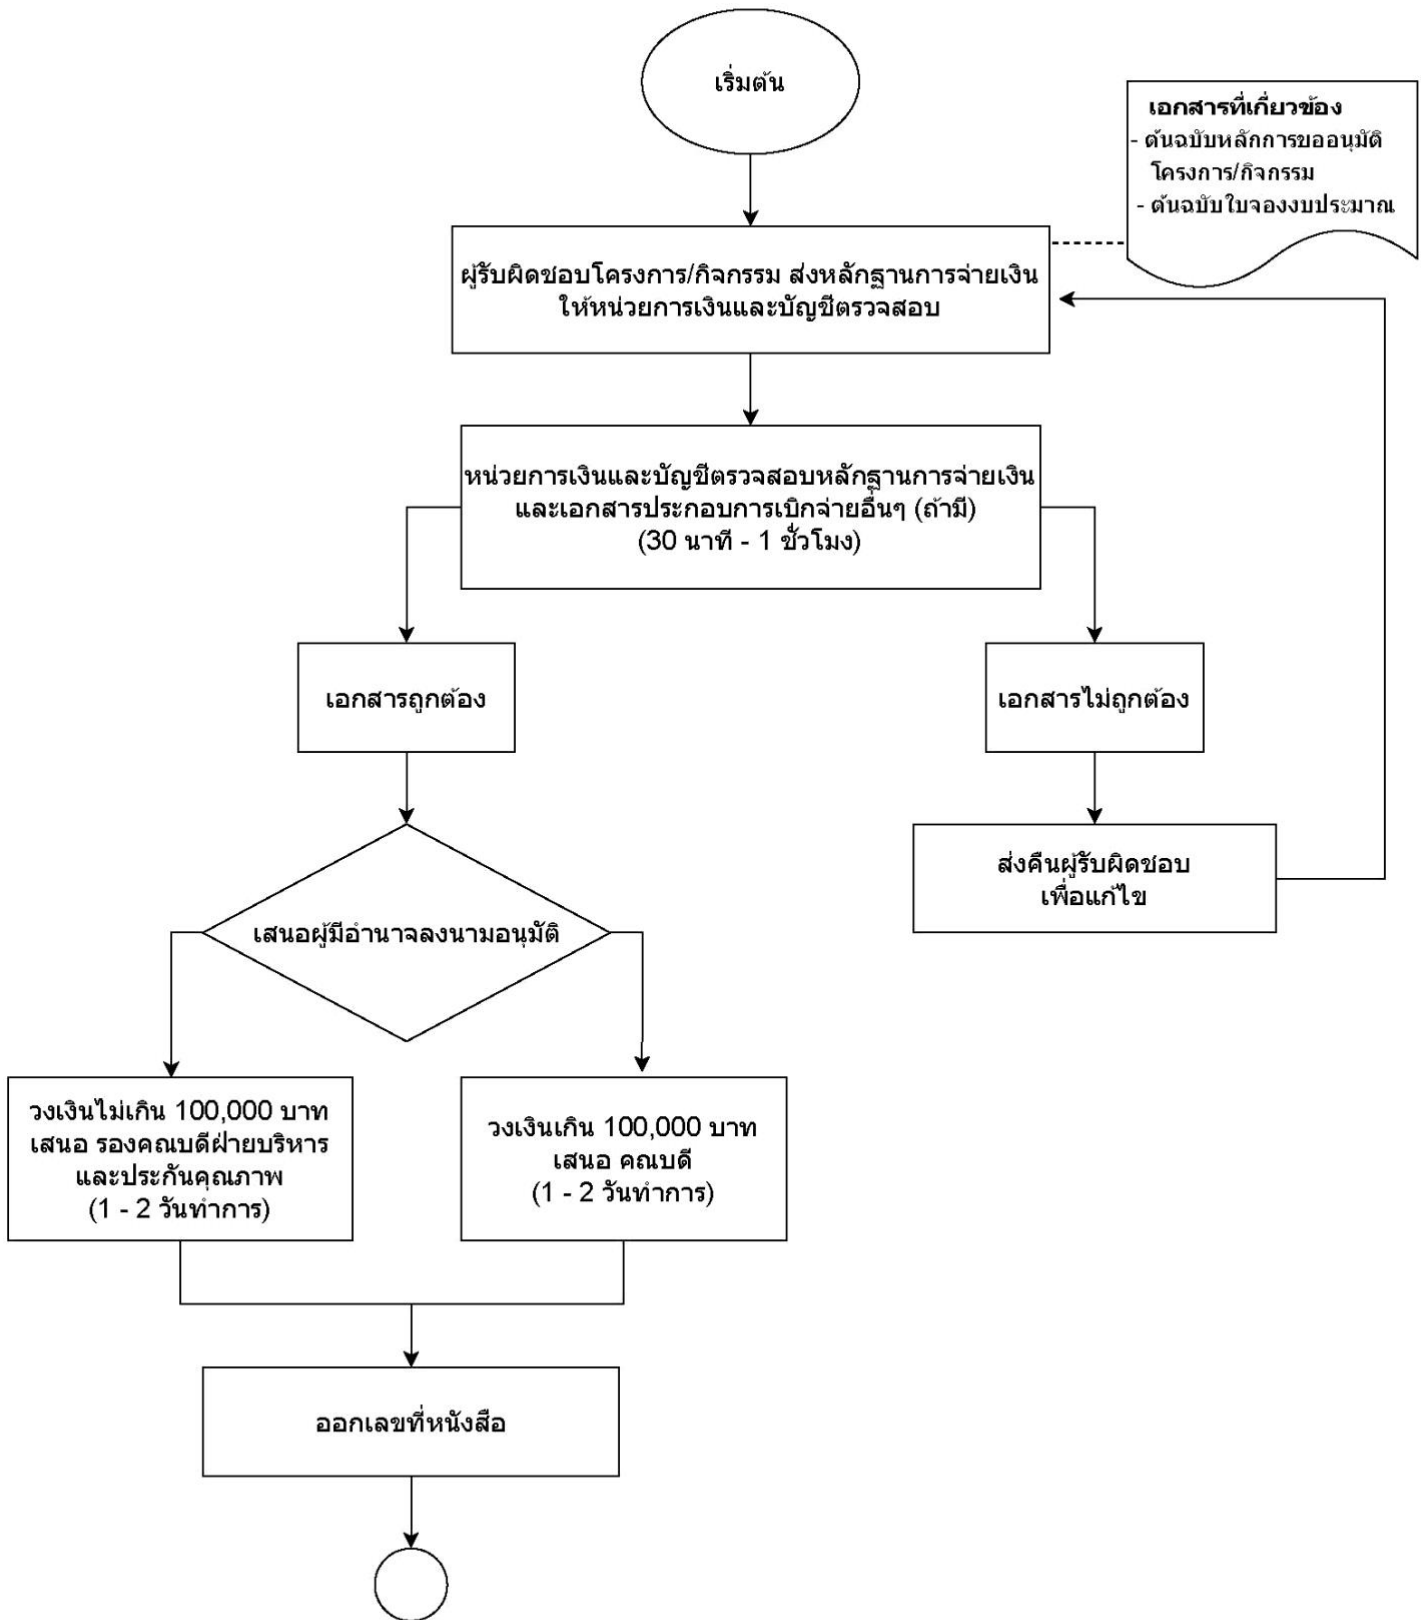 เริ่มต้น
เอกสารที่เกี่ยวข้อง
- ต้นฉบับหลักการขออนุมัติ
โครงการ/กิจกรรม
- ต้นฉบับใบจองงบประมาณ
ผู้รับผิดชอบโครงการ/กิจกรรม ส่งหลักฐานการจ่ายเงิน
ให้หน่วยการเงินและบัญชีตรวจสอบ
หน่วยการเงินและบัญชีตรวจสอบหลักฐานการจ่ายเงิน
และเอกสารประกอบการเบิกจ่ายอื่นๆ (ถ้ามี)
(30 นาที - 1 ชั่วโมง)
เอกสารถูกต้อง
เอกสารไม่ถูกต้อง
ส่งคืนผู้รับผิดชอบ
เพื่อแก้ไข
เสนอผู้มีอำนาจลงนามอนุมัติ
วงเงินไม่เกิน 100,000 บาท
เสนอ รองคณบดีฝ่ายบริหาร
และประกันคุณภาพ
(1 - 2 วันทำการ)
วงเงินเกิน 100,000 บาท
เสนอ คณบดี
(1 - 2 วันทำการ)
ออกเลขที่หนังสือ